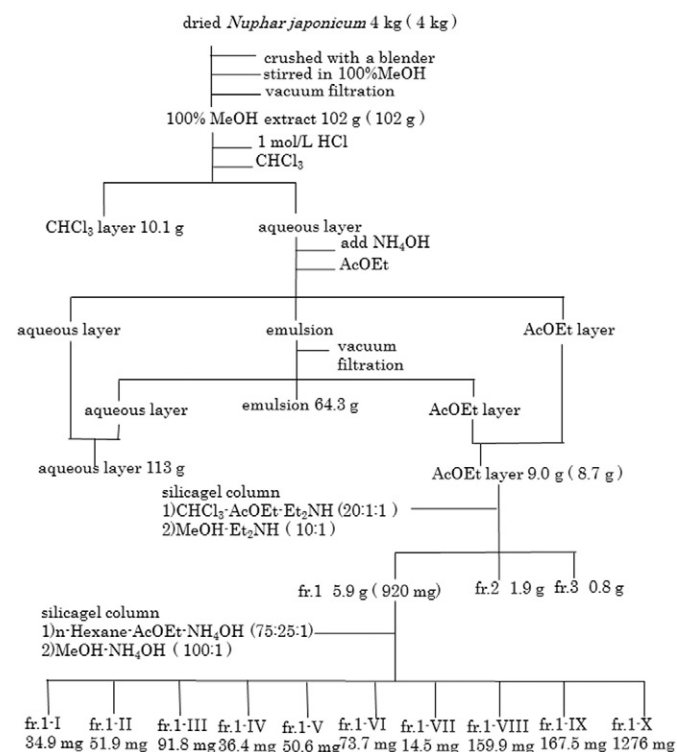 dried Nuphar japonicum 4 kg ( 4 kg )
crushed with a blender
stirred in 100%MeOH
vacuum filtration
100% MeOH extract 102 g ( 102 g )
1 mol/L HCl
CHCl₃
CHCl₃ layer 10.1 g
aqueous layer
add NH₄OH
AcOEt
aqueous layer
emulsion
AcOEt layer
vacuum
filtration
aqueous layer
emulsion 64.3 g
AcOEt layer
aqueous layer 113 g
AcOEt layer 9.0 g ( 8.7 g )
silicagel column
1)CHCl₃-AcOEt-Et₂NH (20:1:1 )
2)MeOH-Et₂NH ( 10:1 )
fr.1 5.9 g ( 920 mg)
fr.2 1.9 g
fr.3 0.8 g
silicagel column
1)n-Hexane-AcOEt-NH₄OH (75:25:1)
2)MeOH-NH₄OH ( 100:1 )
fr.1-I fr.1-II fr.1-III fr.1-IV fr.1-V fr.1-VI fr.1-VII fr.1-VIII fr.1-IX fr.1-X
34.9 mg 51.9 mg 91.8 mg 36.4 mg 50.6 mg 73.7 mg 14.5 mg 159.9 mg 167.5 mg 1276 mg